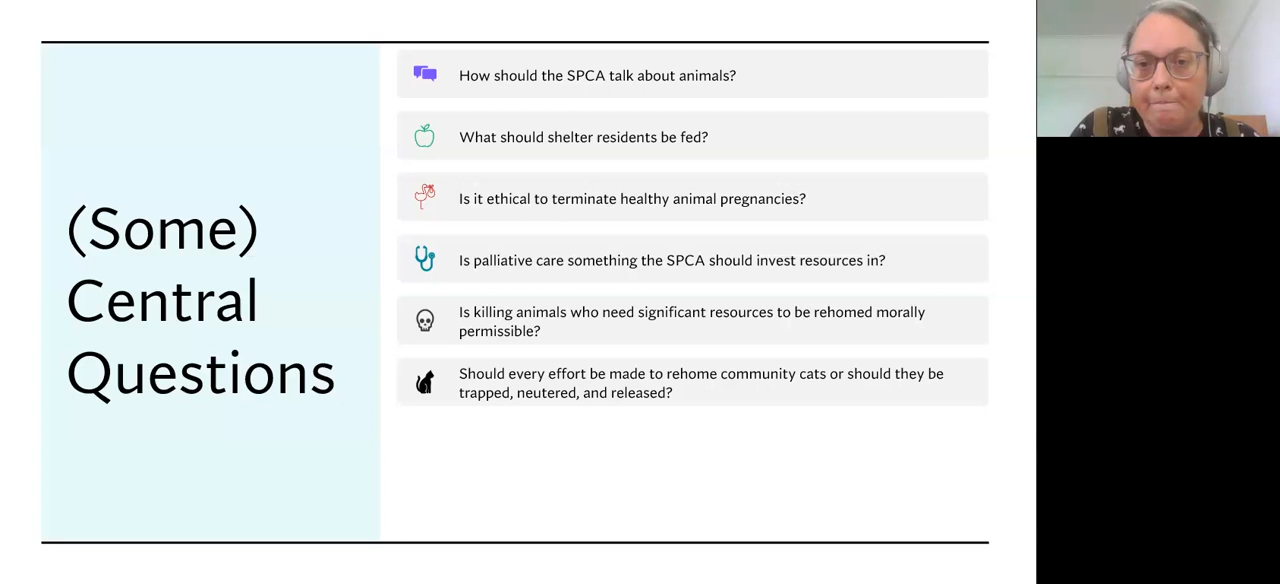 (Some)
Central
Questions
How should the SPCA talk about animals?
What should shelter residents be fed?
Is it ethical to terminate healthy animal pregnancies?
Is palliative care something the SPCA should invest resources in?
Is killing animals who need significant resources to be rehomed morally
permissible?
Should every effort be made to rehome community cats or should they be
trapped, neutered, and released?